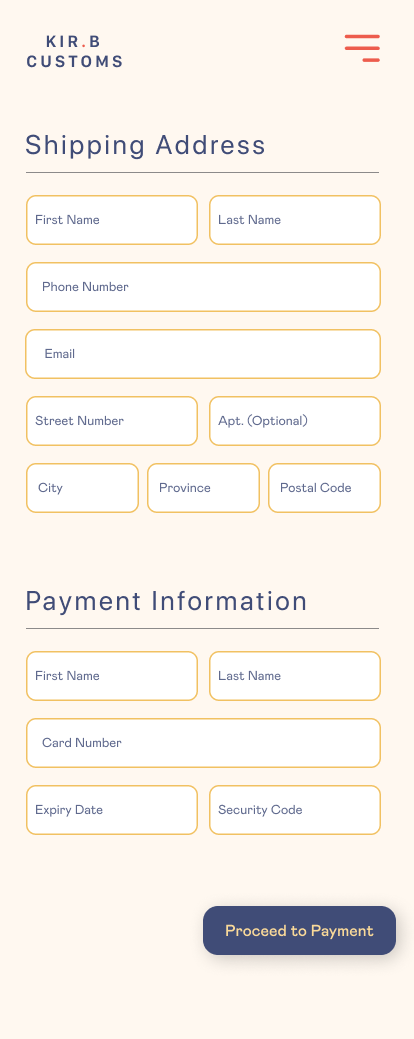 KIR.B
CUSTOMS
Shipping Address
First Name
Last Name
Phone Number
Email
Street Number
Apt. (Optional)
City
Province
Postal Code
Payment Information
First Name
Last Name
Card Number
Expiry Date
Security Code
Proceed to Payment